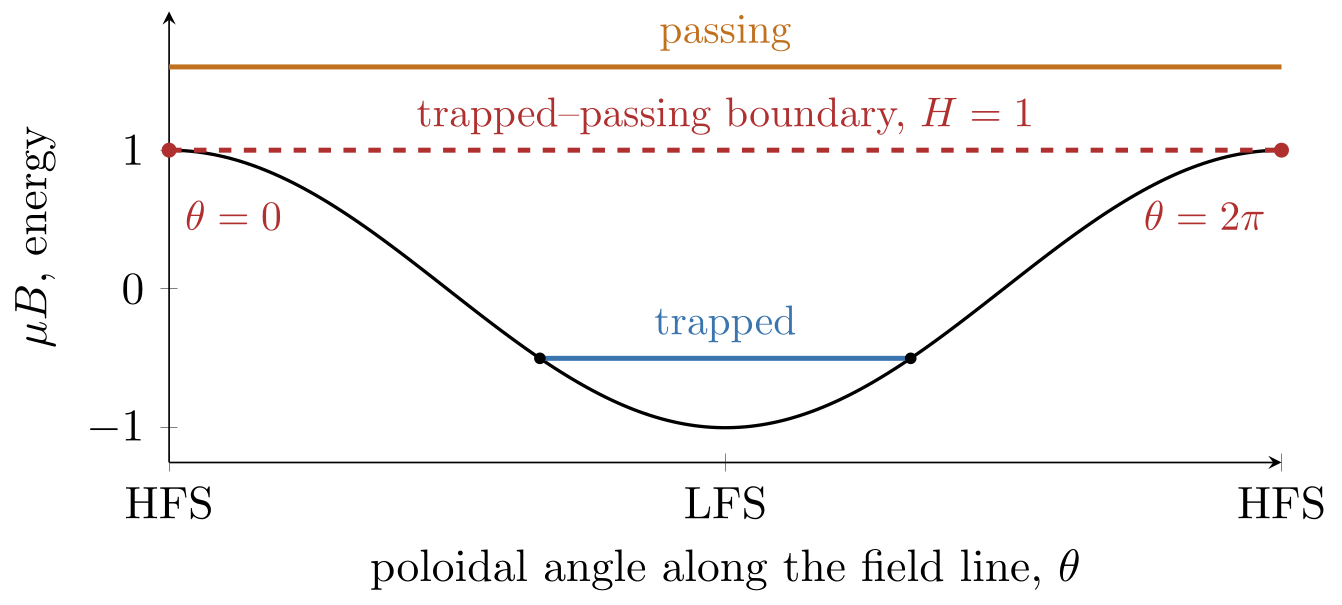 passing
trapped–passing boundary, H = 1
1
θ = 0
θ = 2π
μB, energy
0
trapped
−1
HFS
LFS
HFS
poloidal angle along the field line, θ